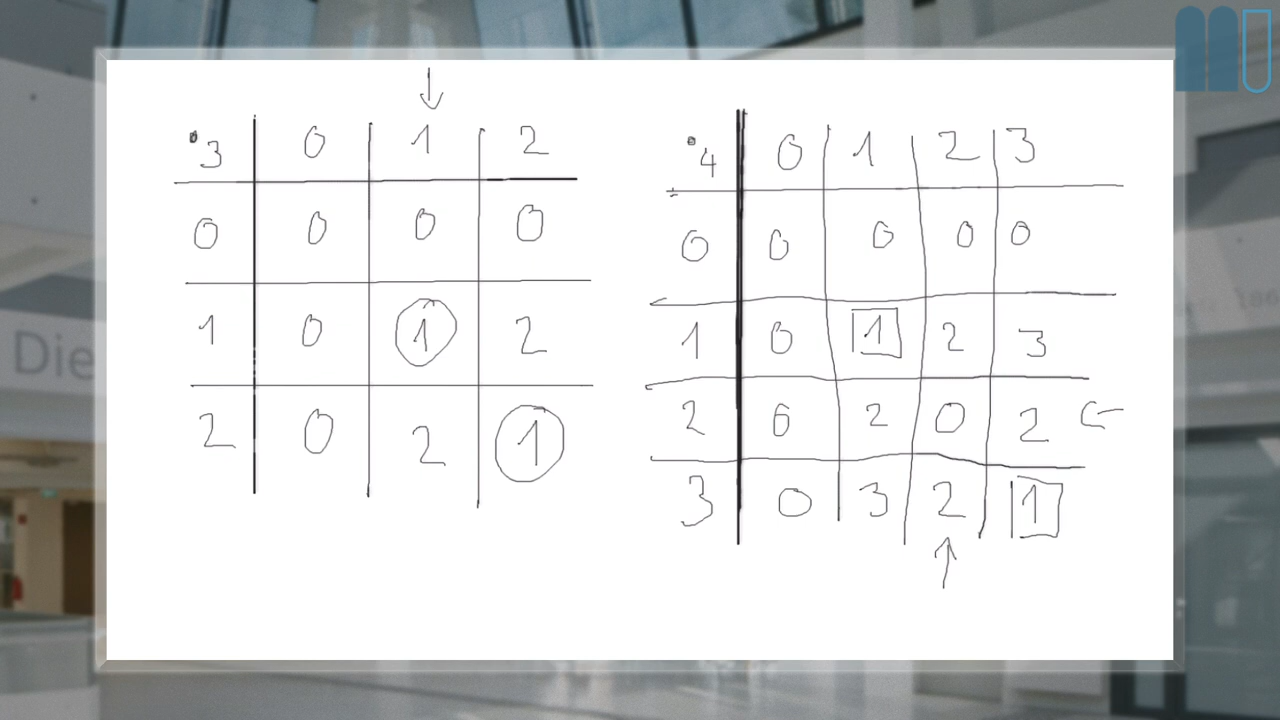 ·3 0 1 2
0 0 0 0
1 0 1 2
2 0 2 1
·4 0 1 2 3
0 0 0 0 0
1 0 1 2 3
2 0 2 0 2
3 0 3 2 1
Die